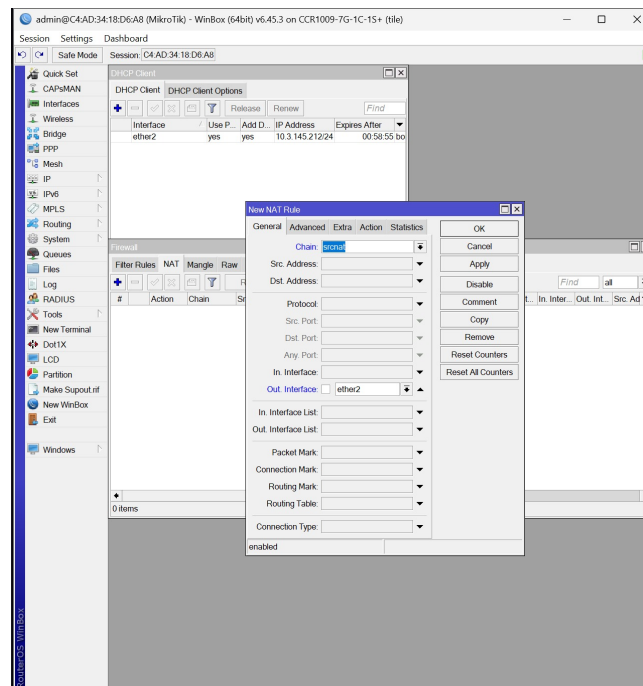 admin@C4:AD:34:18:D6:A8 (MikroTik) - WinBox (64bit) v6.45.3 on CCR1009-7G-1C-1S+ (tile)
Session Settings Dashboard
Safe Mode Session: C4:AD:34:18:D6:A8
Quick Set
CAPsMAN
Interfaces
Wireless
Bridge
PPP
Mesh
IP
IPv6
MPLS
Routing
System
Queues
Files
Log
RADIUS
Tools
New Terminal
Dot1X
LCD
Partition
Make Supout.rif
New WinBox
Exit
Windows
RouterOS WinBox
DHCP Client
DHCP Client DHCP Client Options
Release Renew Find
Interface Use P... Add D... IP Address Expires After
ether2 yes yes 10.3.145.212/24 00:58:55 bo
Firewall
Filter Rules NAT Mangle Raw
Find all
# Action Chain In. Inter... Out. Int... Src. Ad
0 items
New NAT Rule
General Advanced Extra Action Statistics
Chain: srcnat
Src. Address:
Dst. Address:
Protocol:
Src. Port:
Dst. Port:
Any. Port:
In. Interface:
Out. Interface: ether2
In. Interface List:
Out. Interface List:
Packet Mark:
Connection Mark:
Routing Mark:
Routing Table:
Connection Type:
enabled
OK
Cancel
Apply
Disable
Comment
Copy
Remove
Reset Counters
Reset All Counters